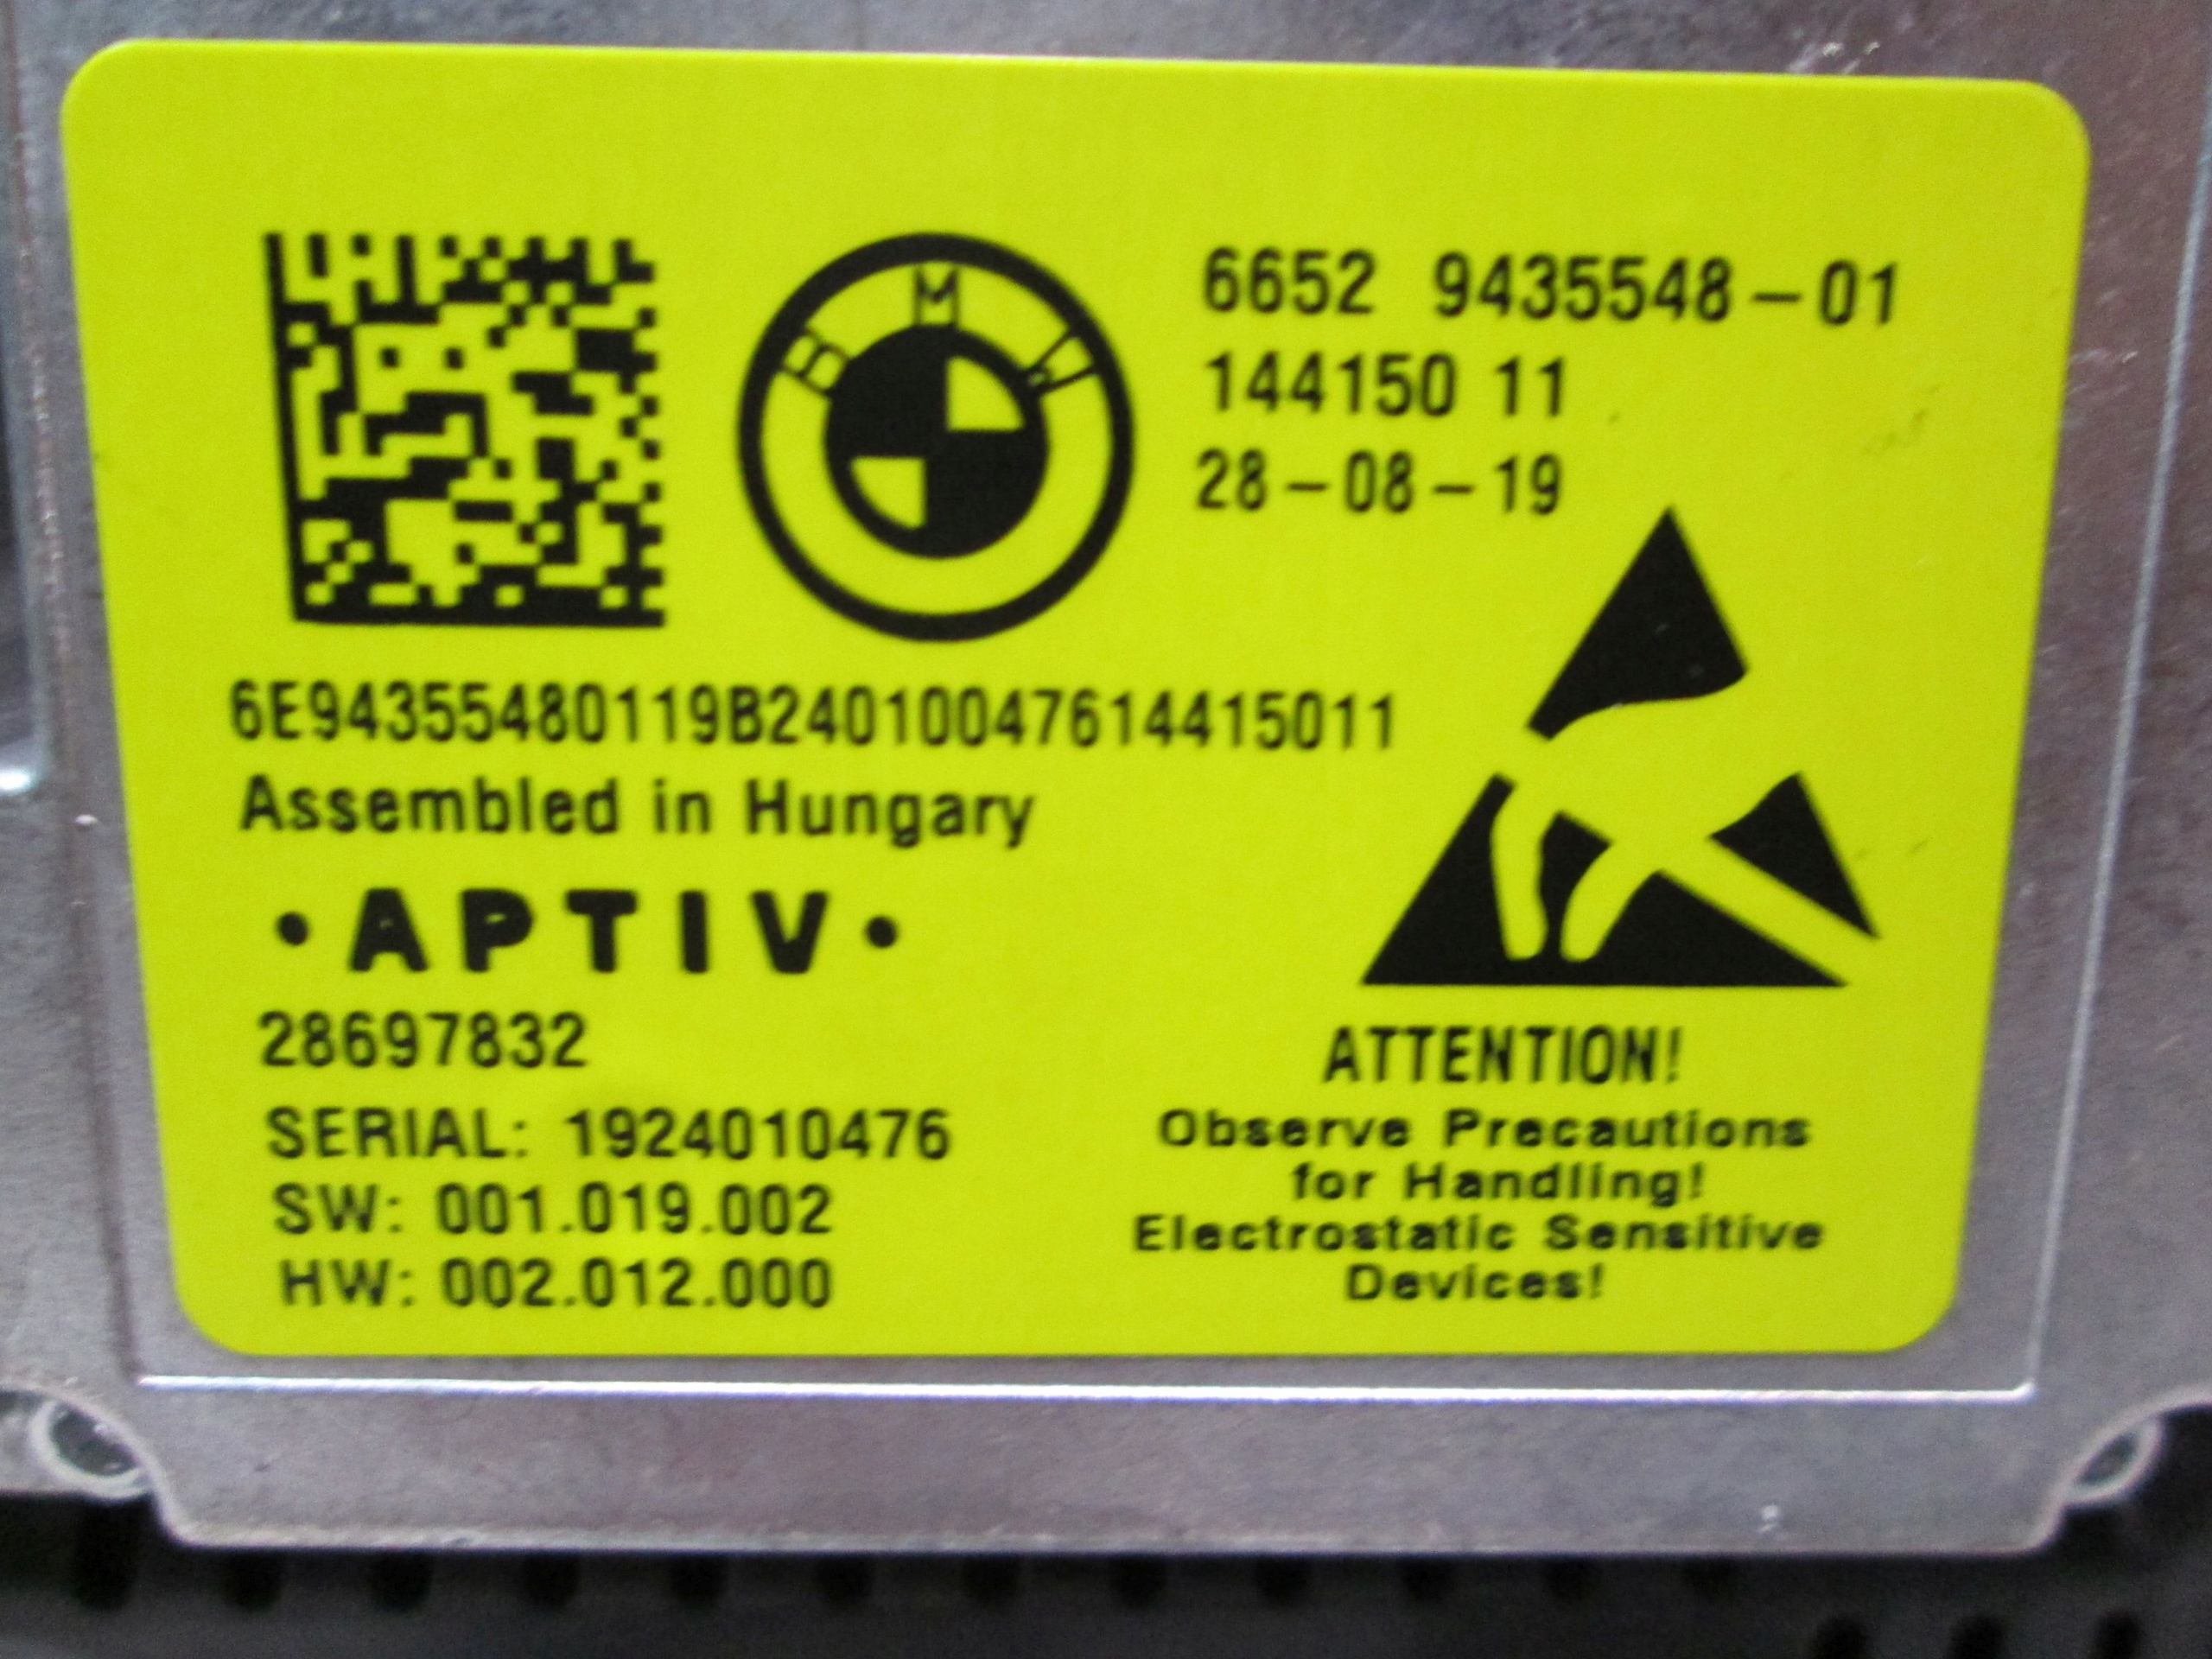 BMW
6652 9435548-01
144150 11
28-08-19
6E94355480119B24010047614415011
Assembled in Hungary
• APTIV •
28697832
SERIAL: 1924010476
SW: 001.019.002
HW: 002.012.000
ATTENTION!
Observe Precautions
for Handling!
Electrostatic Sensitive
Devices!